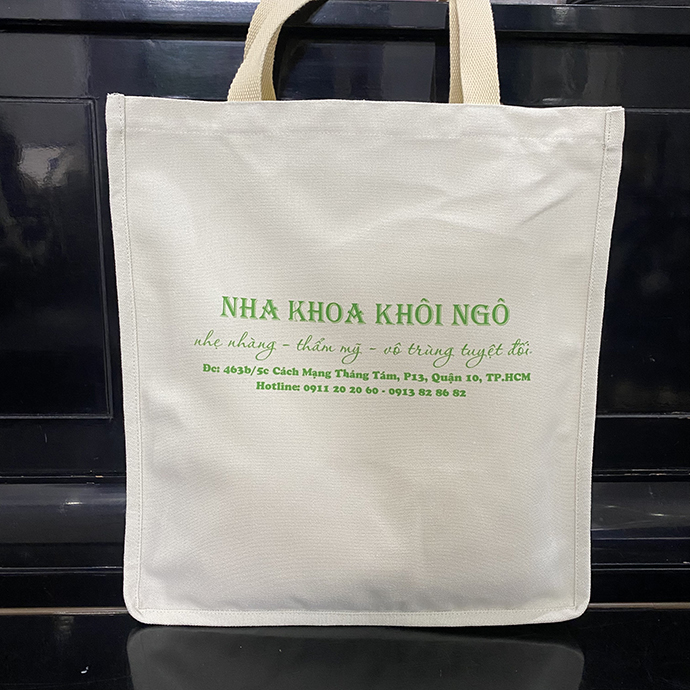 NHA KHOA KHÔI NGÔ
nhẹ nhàng - thẩm mỹ - vô trùng tuyệt đối.
Đc: 463b/5c Cách Mạng Tháng Tám, P13, Quận 10, TP.HCM
Hotline: 0911 20 20 60 - 0913 82 86 82